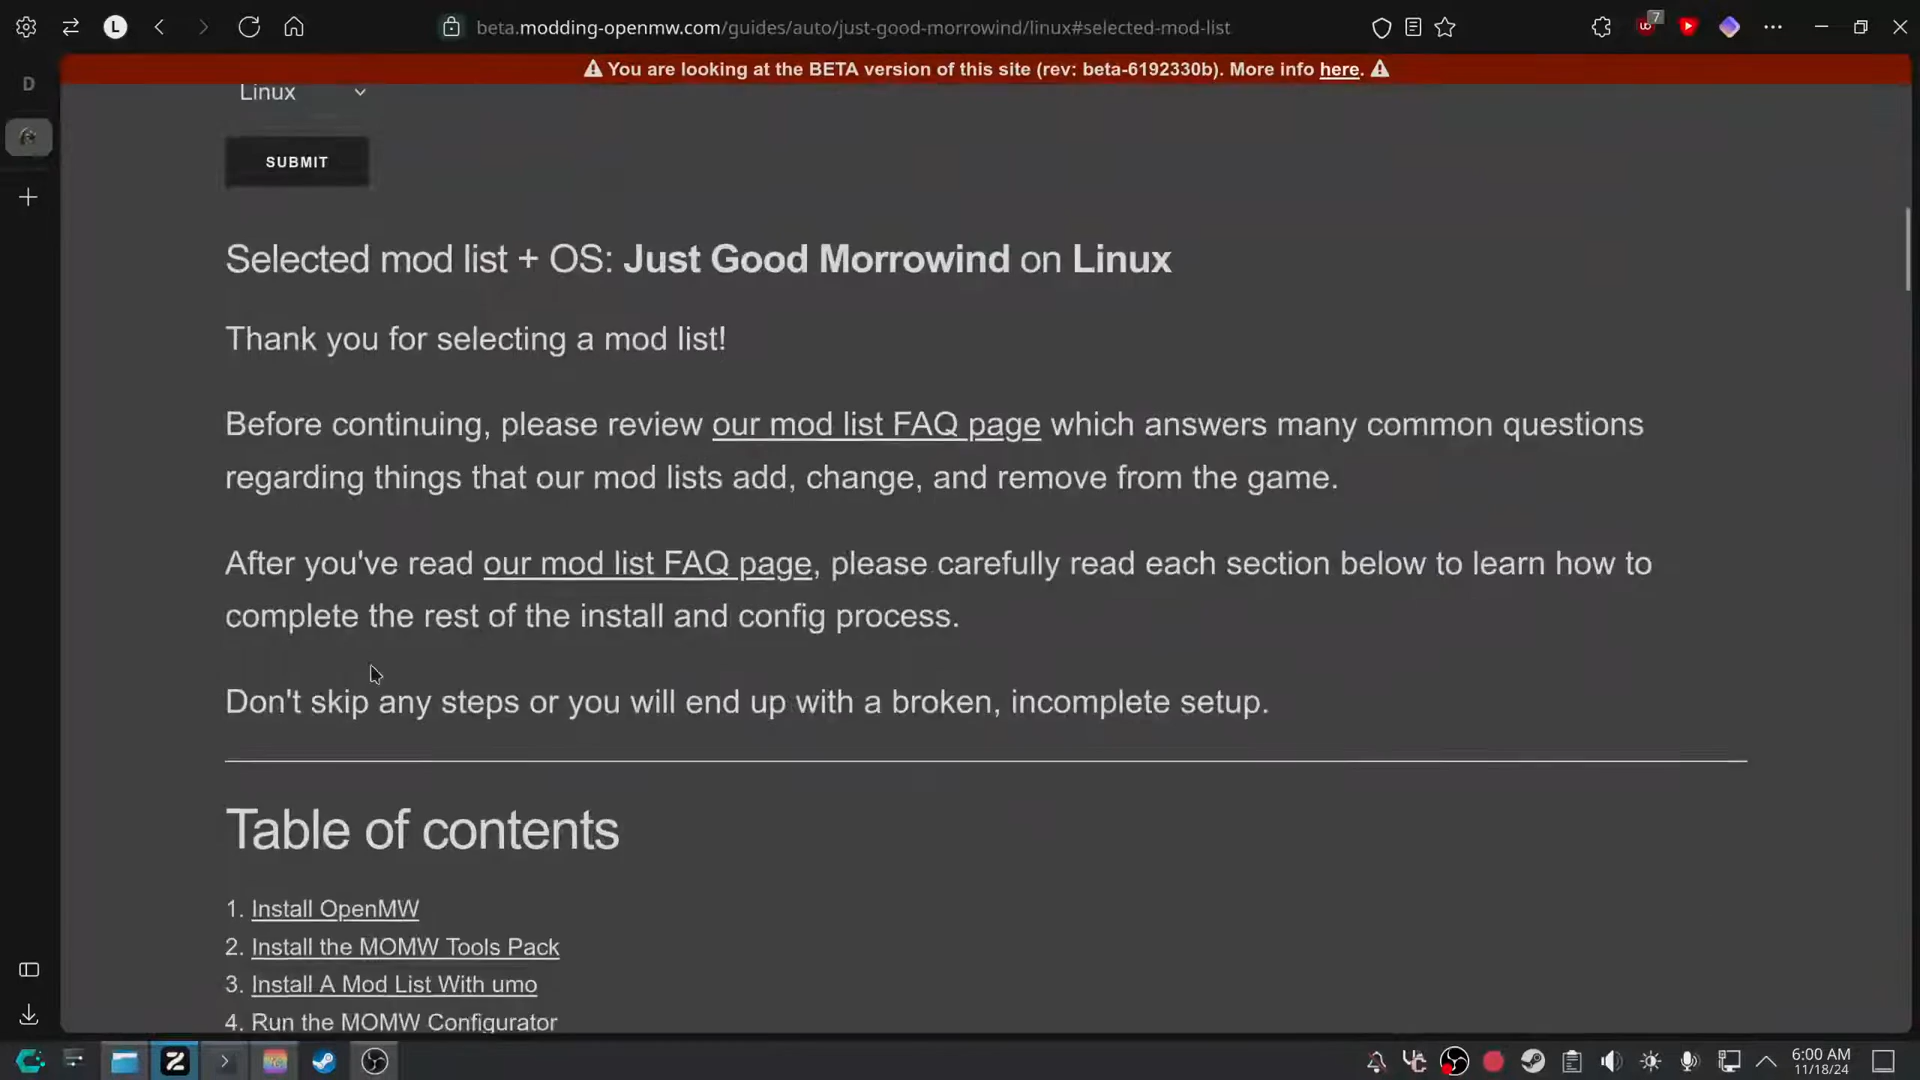 L
beta.modding-openmw.com/guides/auto/just-good-morrowind/linux#selected-mod-list
7
D
⚠ You are looking at the BETA version of this site (rev: beta-6192330b). More info here. ⚠
Linux
SUBMIT
Selected mod list + OS: Just Good Morrowind on Linux
Thank you for selecting a mod list!
Before continuing, please review our mod list FAQ page which answers many common questions
regarding things that our mod lists add, change, and remove from the game.
After you've read our mod list FAQ page, please carefully read each section below to learn how to
complete the rest of the install and config process.
Don't skip any steps or you will end up with a broken, incomplete setup.
Table of contents
1. Install OpenMW
2. Install the MOMW Tools Pack
3. Install A Mod List With umo
4. Run the MOMW Configurator
6:00 AM
11/18/24